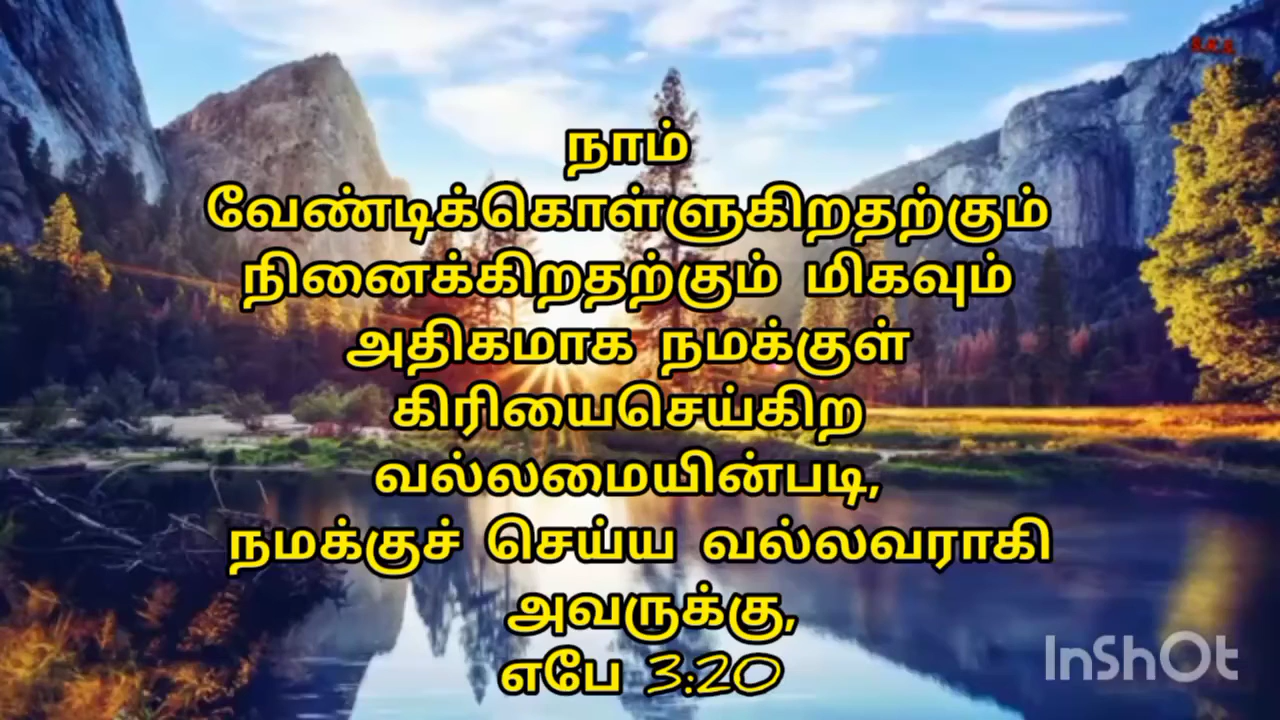 நாம்
வேண்டிக்கொள்ளுகிறதற்கும்
நினைக்கிறதற்கும் மிகவும்
அதிகமாக நமக்குள்
கிரியைசெய்கிற
வல்லமையின்படி,
நமக்குச் செய்ய வல்லவராகி
அவருக்கு,
எபே 3:20
InShOt